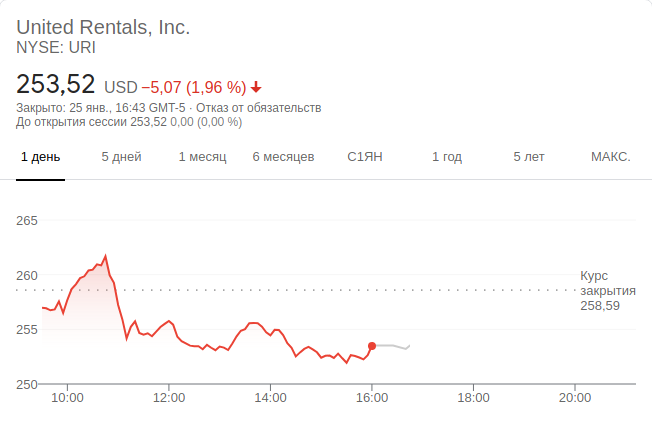 United Rentals, Inc.
NYSE: URI
253,52 USD −5,07 (1,96 %)
Закрыто: 25 янв., 16:43 GMT-5 · Отказ от обязательств
До открытия сессии 253,52 0,00 (0,00 %)
1 день 5 дней 1 месяц 6 месяцев С1ЯН 1 год 5 лет МАКС.
265
260
255
250
Курс
закрытия
258,59
10:00 12:00 14:00 16:00 18:00 20:00